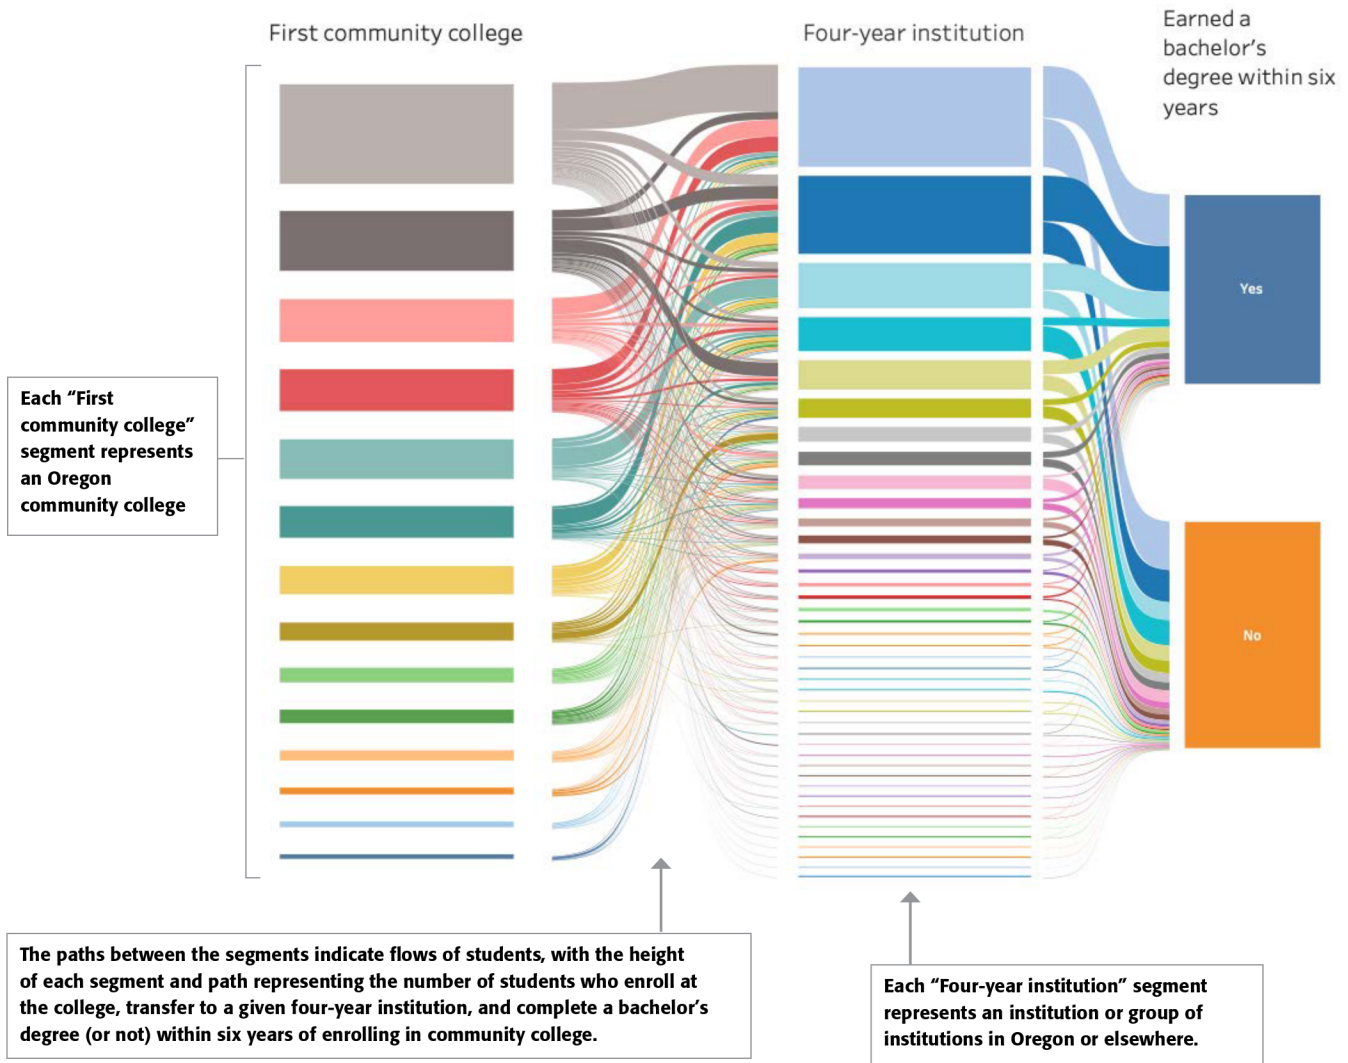 First community college
Four-year institution
Earned a
bachelor’s
degree within six
years
Yes
Each “First
community college”
segment represents
an Oregon
community college
No
The paths between the segments indicate flows of students, with the height
of each segment and path representing the number of students who enroll at
the college, transfer to a given four-year institution, and complete a bachelor’s
degree (or not) within six years of enrolling in community college.
Each “Four-year institution” segment
represents an institution or group of
institutions in Oregon or elsewhere.